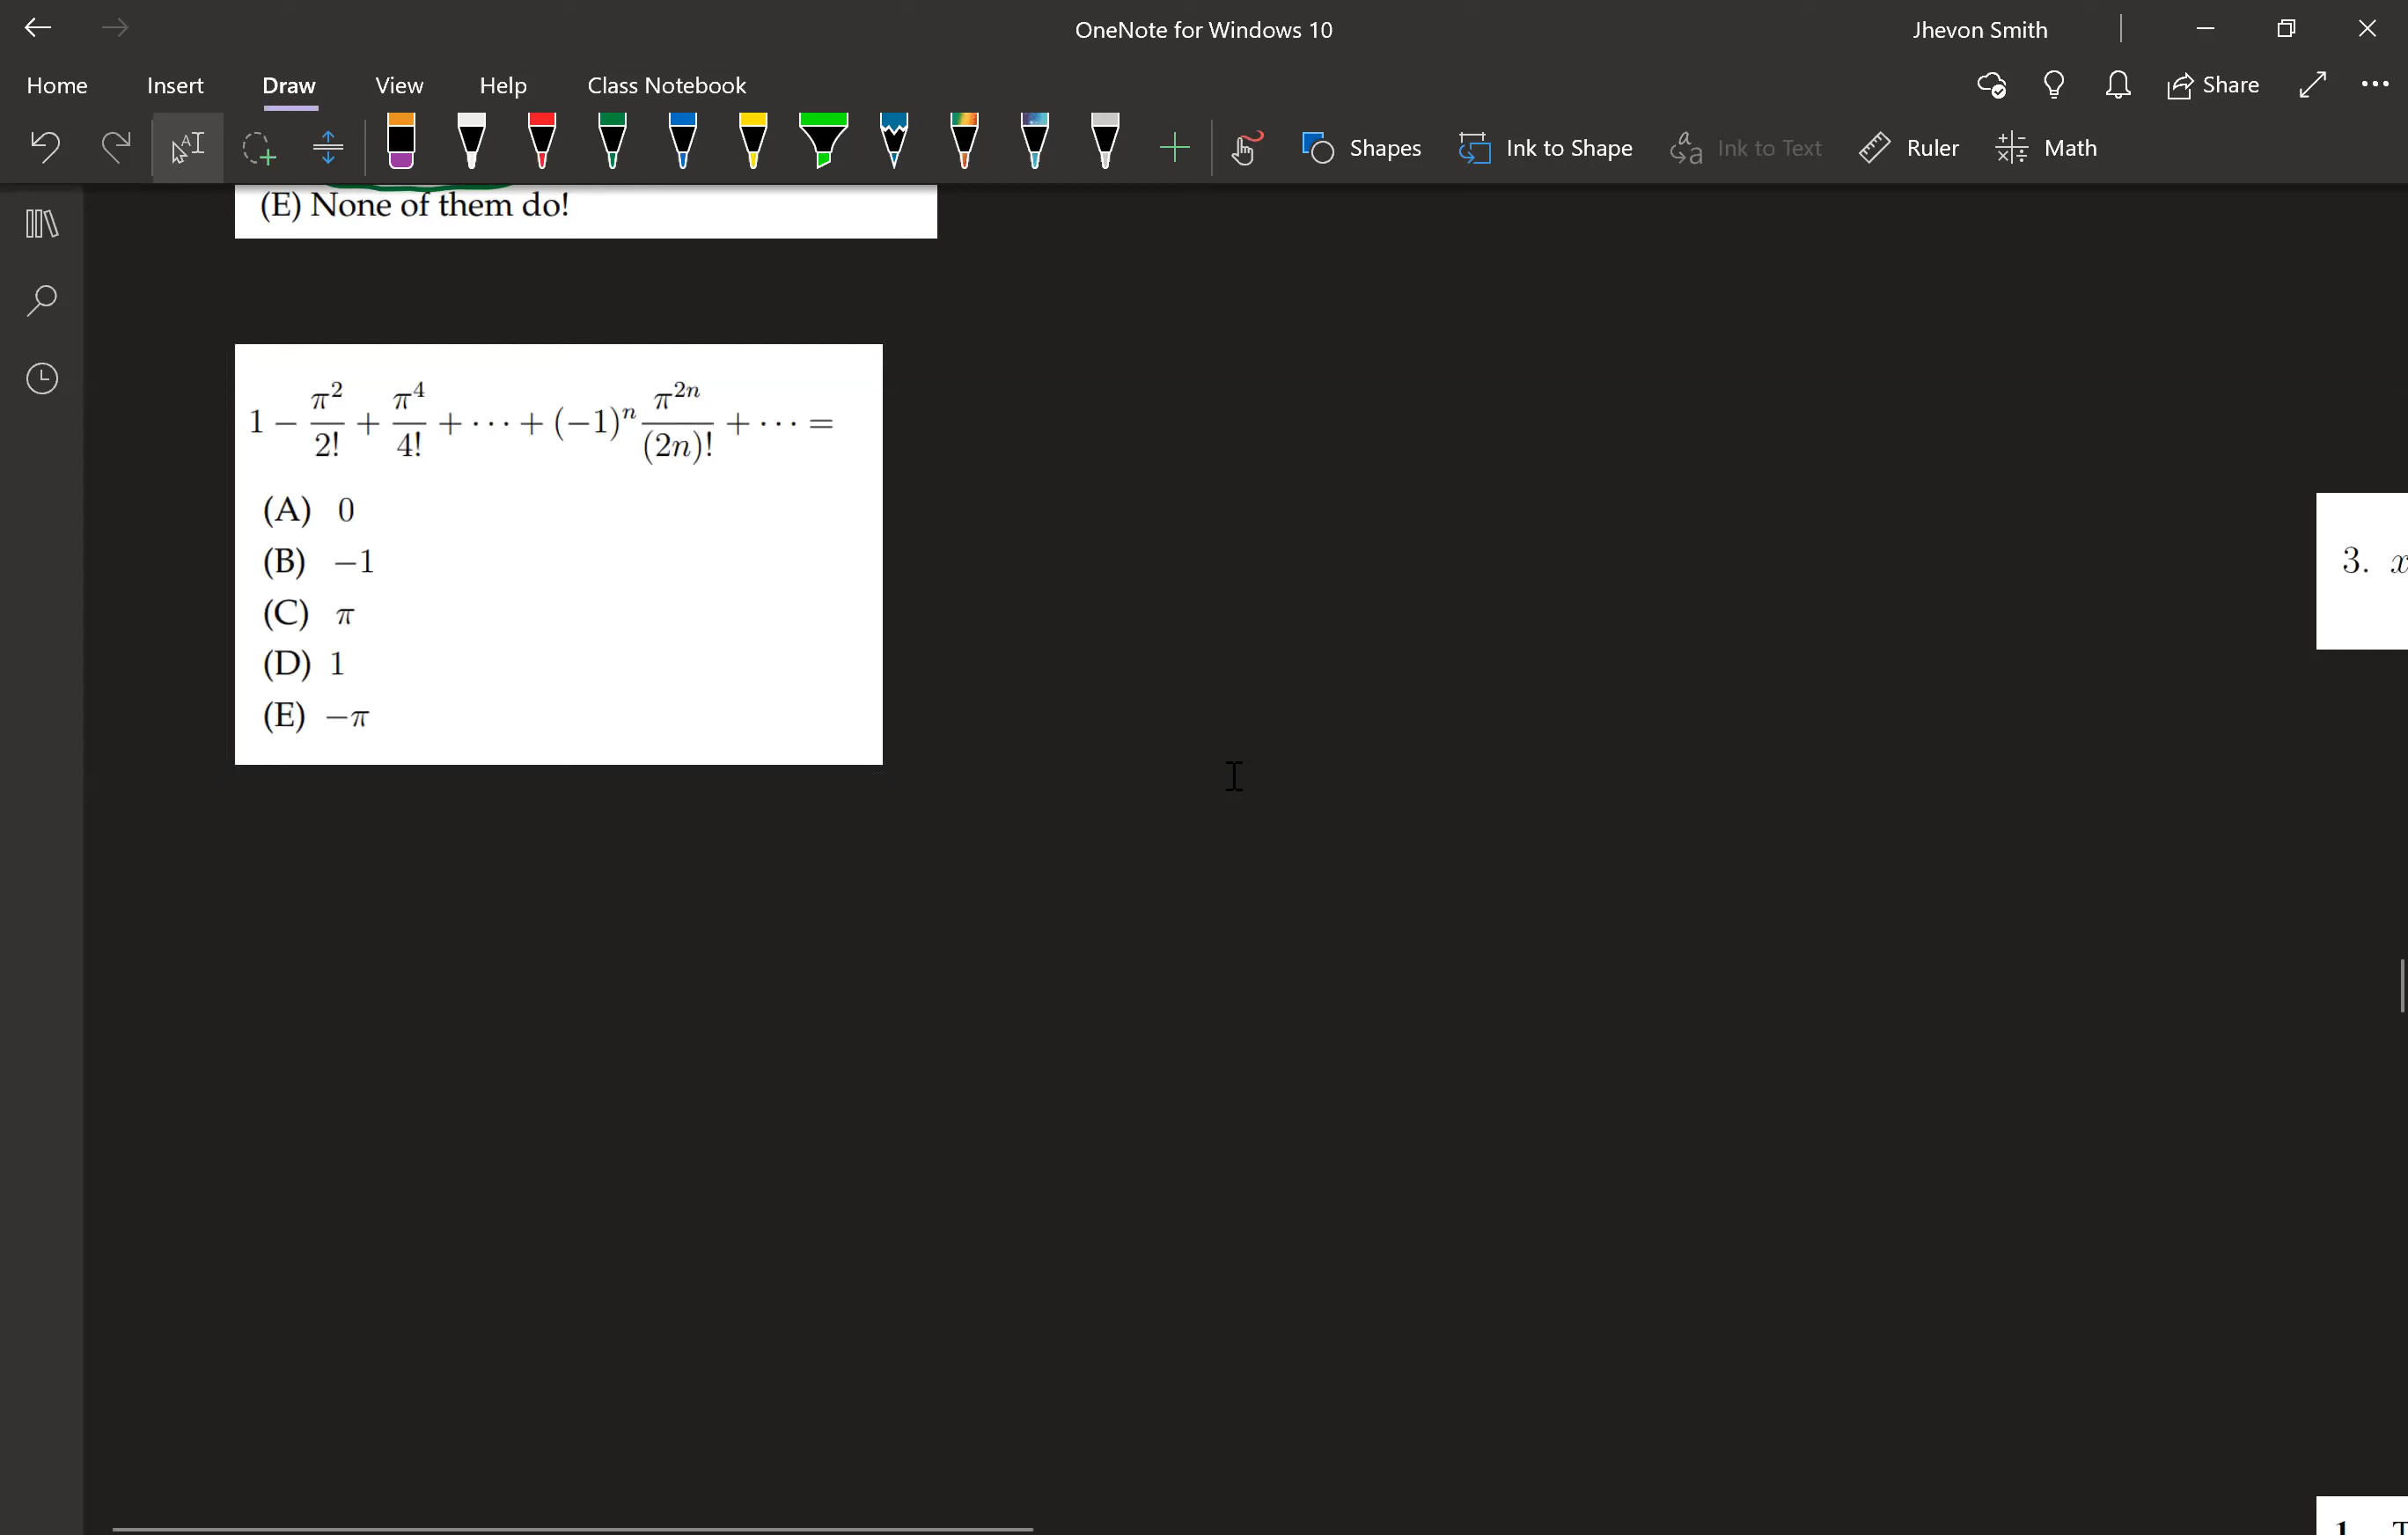 OneNote for Windows 10
Jhevon Smith
Home Insert Draw View Help Class Notebook
Share
Shapes Ink to Shape Ink to Text Ruler Math
(E) None of them do!
1 − π²/2! + π⁴/4! + ⋯ + (−1)ⁿ π²ⁿ/(2n)! + ⋯ =
(A) 0
(B) −1
(C) π
(D) 1
(E) −π
3. x
1